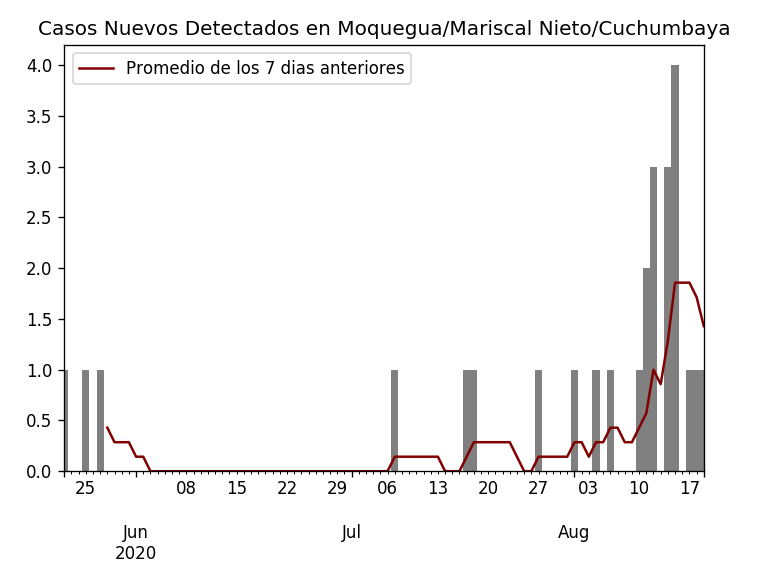 Casos Nuevos Detectados en Moquegua/Mariscal Nieto/Cuchumbaya
Promedio de los 7 dias anteriores
4.0
3.5
3.0
2.5
2.0
1.5
1.0
0.5
0.0
25 08 15 22 29 06 13 20 27 03 10 17
Jun Jul Aug
2020